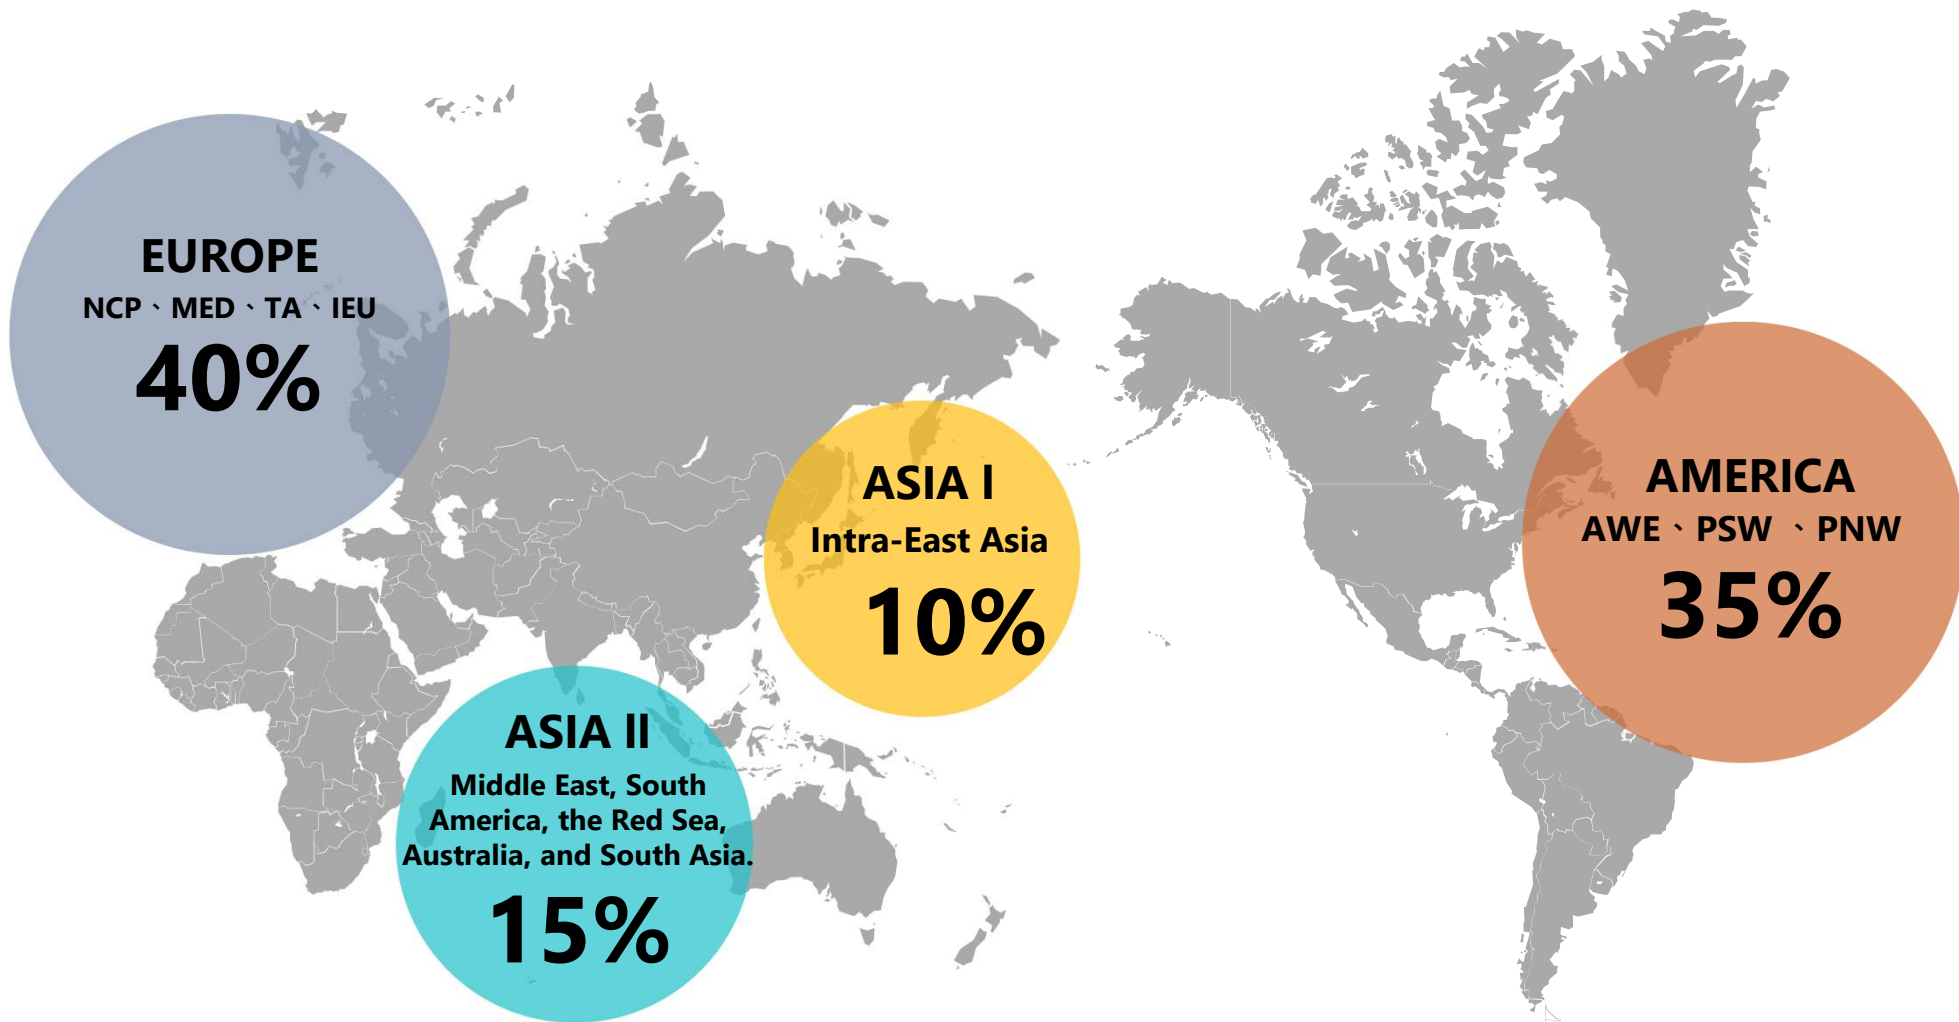 EUROPE
NCP、MED、TA、IEU
40%
ASIA l
Intra-East Asia
10%
AMERICA
AWE、PSW 、PNW
35%
ASIA ll
Middle East, South
America, the Red Sea,
Australia, and South Asia.
15%